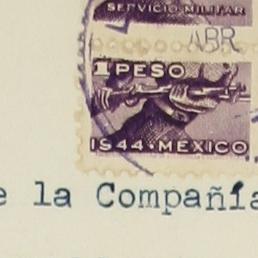 SERVICIO MILITAR
ABR
1 PESO
1944·MEXICO
la Compañía